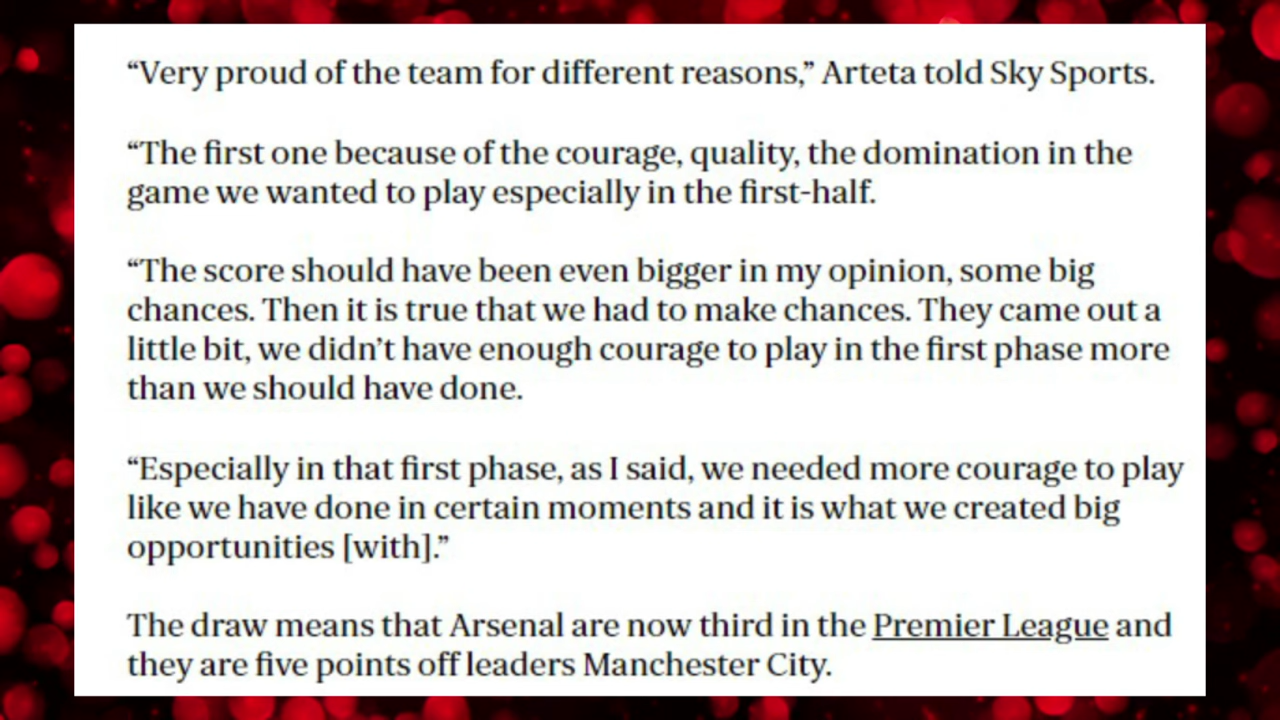 “Very proud of the team for different reasons,” Arteta told Sky Sports.
“The first one because of the courage, quality, the domination in the
game we wanted to play especially in the first-half.
“The score should have been even bigger in my opinion, some big
chances. Then it is true that we had to make chances. They came out a
little bit, we didn’t have enough courage to play in the first phase more
than we should have done.
“Especially in that first phase, as I said, we needed more courage to play
like we have done in certain moments and it is what we created big
opportunities [with].”
The draw means that Arsenal are now third in the Premier League and
they are five points off leaders Manchester City.